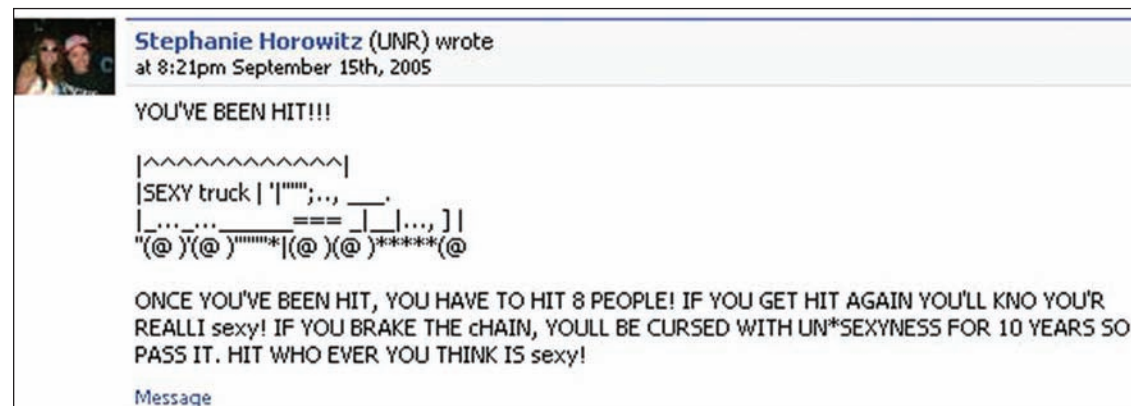 Stephanie Horowitz (UNR) wrote
at 8:21pm September 15th, 2005
YOU'VE BEEN HIT!!!
|^^^^^^^^^^^^|
|SEXY truck | '|""";.., ___.
|_..._...______=== _|__|..., ] |
"(@ )'(@ )""""*|(@ )(@ )*****(@
ONCE YOU'VE BEEN HIT, YOU HAVE TO HIT 8 PEOPLE! IF YOU GET HIT AGAIN YOU'LL KNO YOU'R
REALLI sexy! IF YOU BRAKE THE cHAIN, YOULL BE CURSED WITH UN*SEXYNESS FOR 10 YEARS SO
PASS IT. HIT WHO EVER YOU THINK IS sexy!
Message